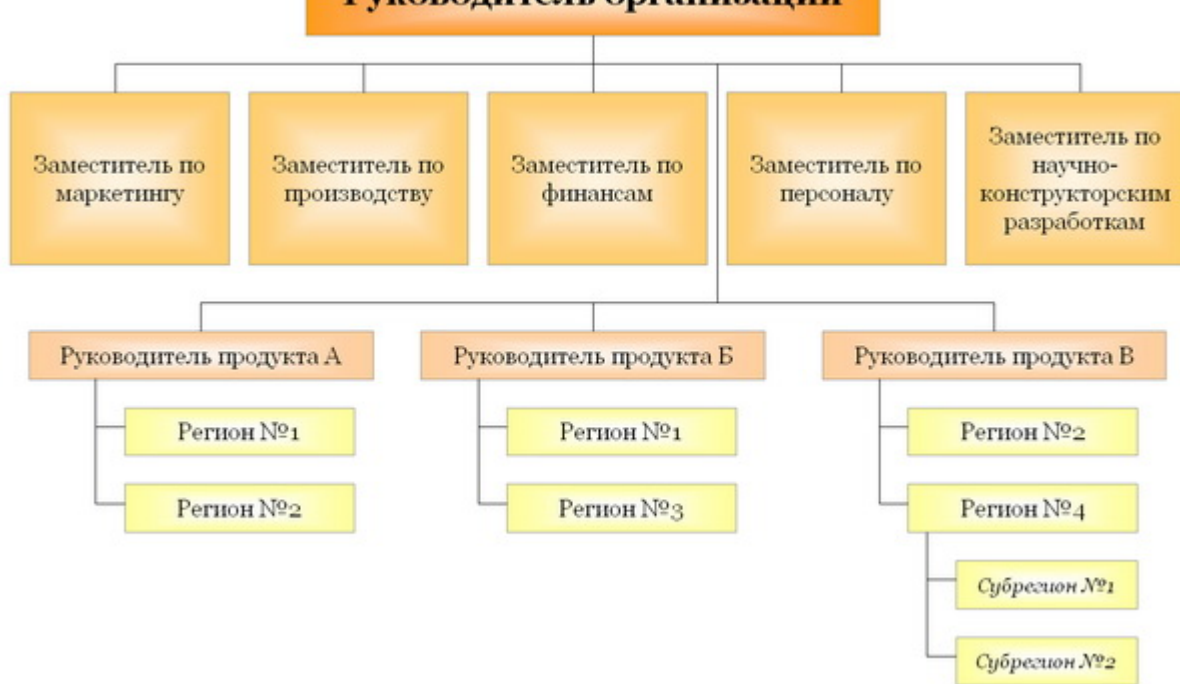 Руководитель организации
Заместитель по
маркетингу
Заместитель по
производству
Заместитель по
финансам
Заместитель по
персоналу
Заместитель по
научно-
конструкторским
разработкам
Руководитель продукта А
Руководитель продукта Б
Руководитель продукта В
Регион №1
Регион №2
Регион №1
Регион №3
Регион №2
Регион №4
Субрегион №1
Субрегион №2